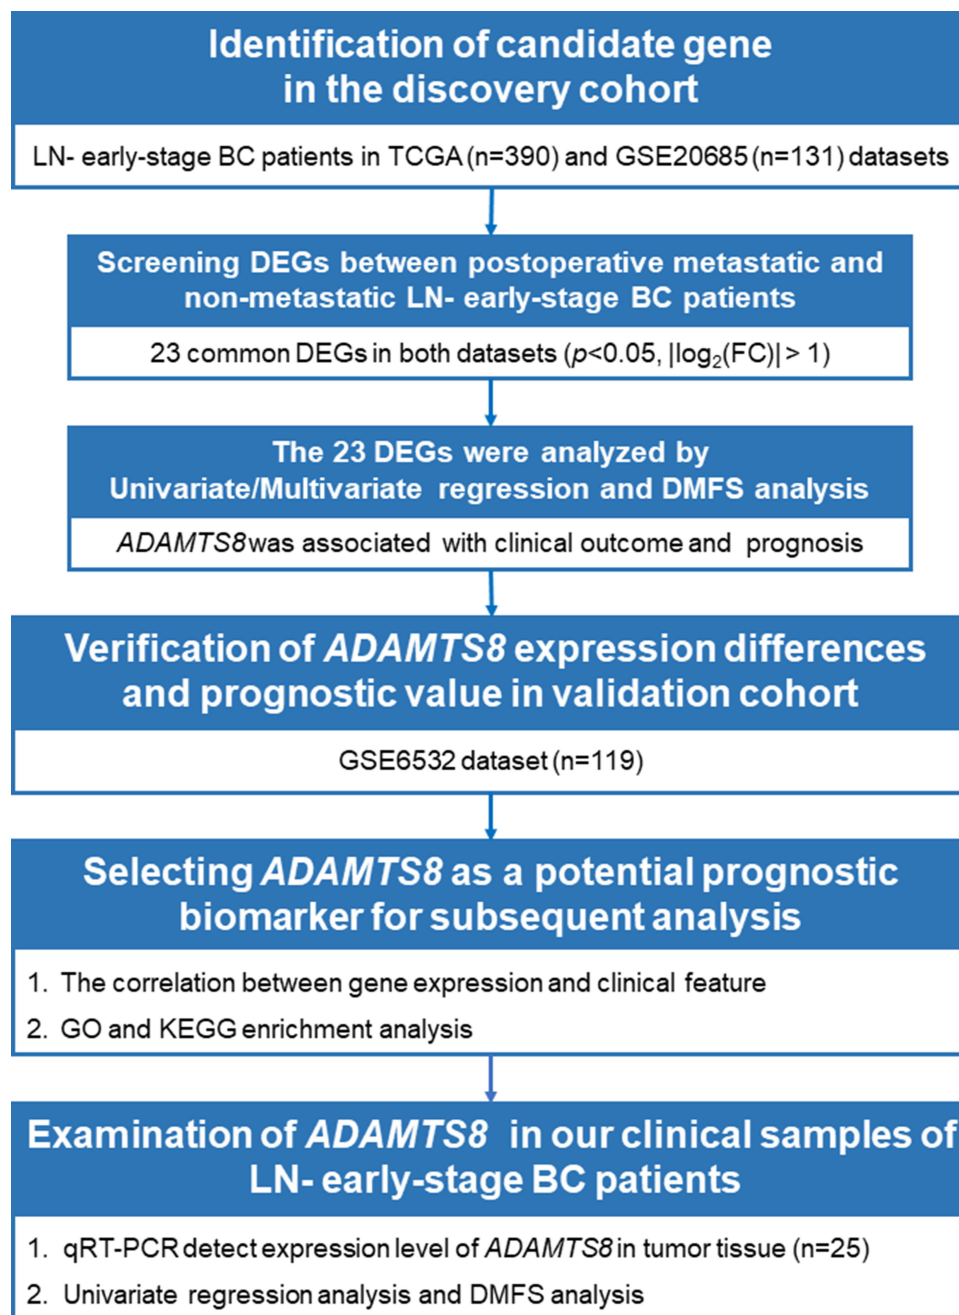 Identification of candidate gene
in the discovery cohort
LN- early-stage BC patients in TCGA (n=390) and GSE20685 (n=131) datasets
Screening DEGs between postoperative metastatic and
non-metastatic LN- early-stage BC patients
23 common DEGs in both datasets (p<0.05, |log₂(FC)| > 1)
The 23 DEGs were analyzed by
Univariate/Multivariate regression and DMFS analysis
ADAMTS8 was associated with clinical outcome and prognosis
Verification of ADAMTS8 expression differences
and prognostic value in validation cohort
GSE6532 dataset (n=119)
Selecting ADAMTS8 as a potential prognostic
biomarker for subsequent analysis
1. The correlation between gene expression and clinical feature
2. GO and KEGG enrichment analysis
Examination of ADAMTS8 in our clinical samples of
LN- early-stage BC patients
1. qRT-PCR detect expression level of ADAMTS8 in tumor tissue (n=25)
2. Univariate regression analysis and DMFS analysis